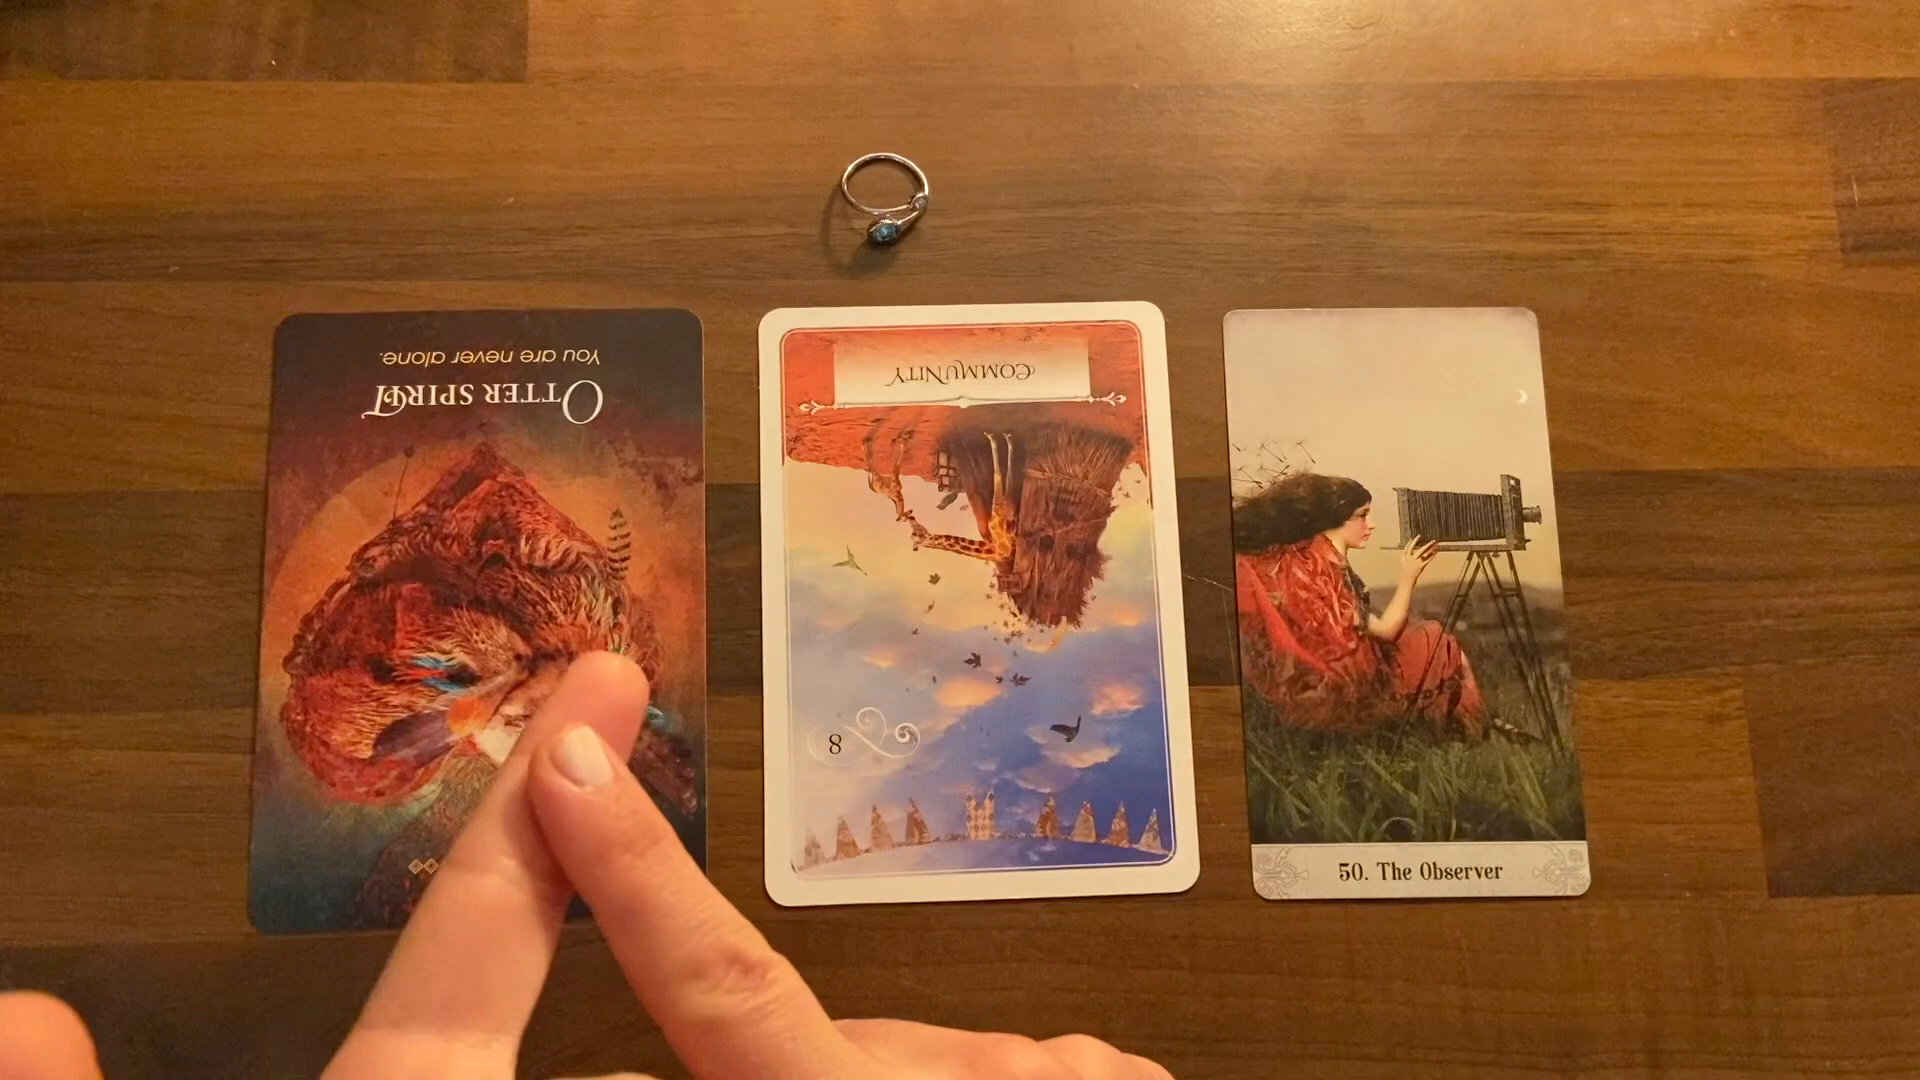 You are never alone.
OTTER SPIRIT
COMMUNITY
8
50. The Observer